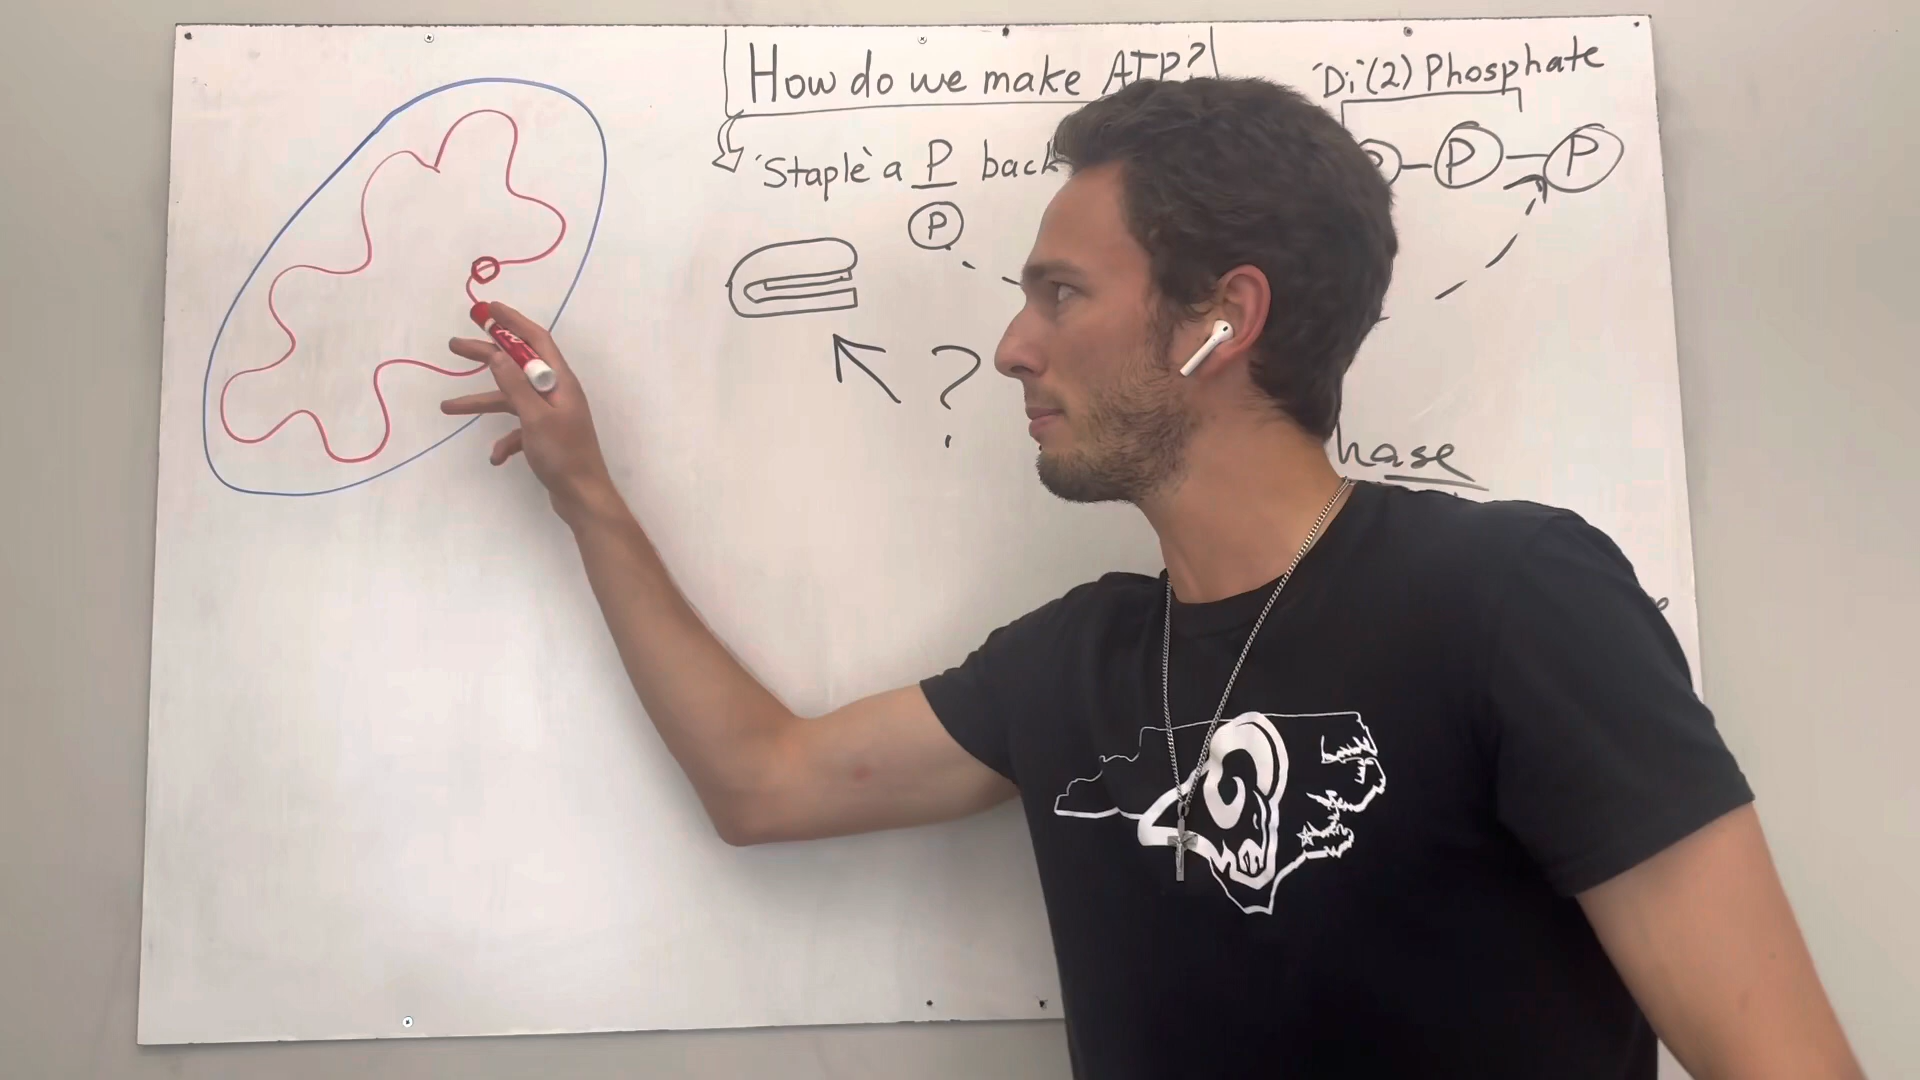 How do we make ATP?
"Di"(2) Phosphate
"Staple" a P back
P
P - P - P
?
hase